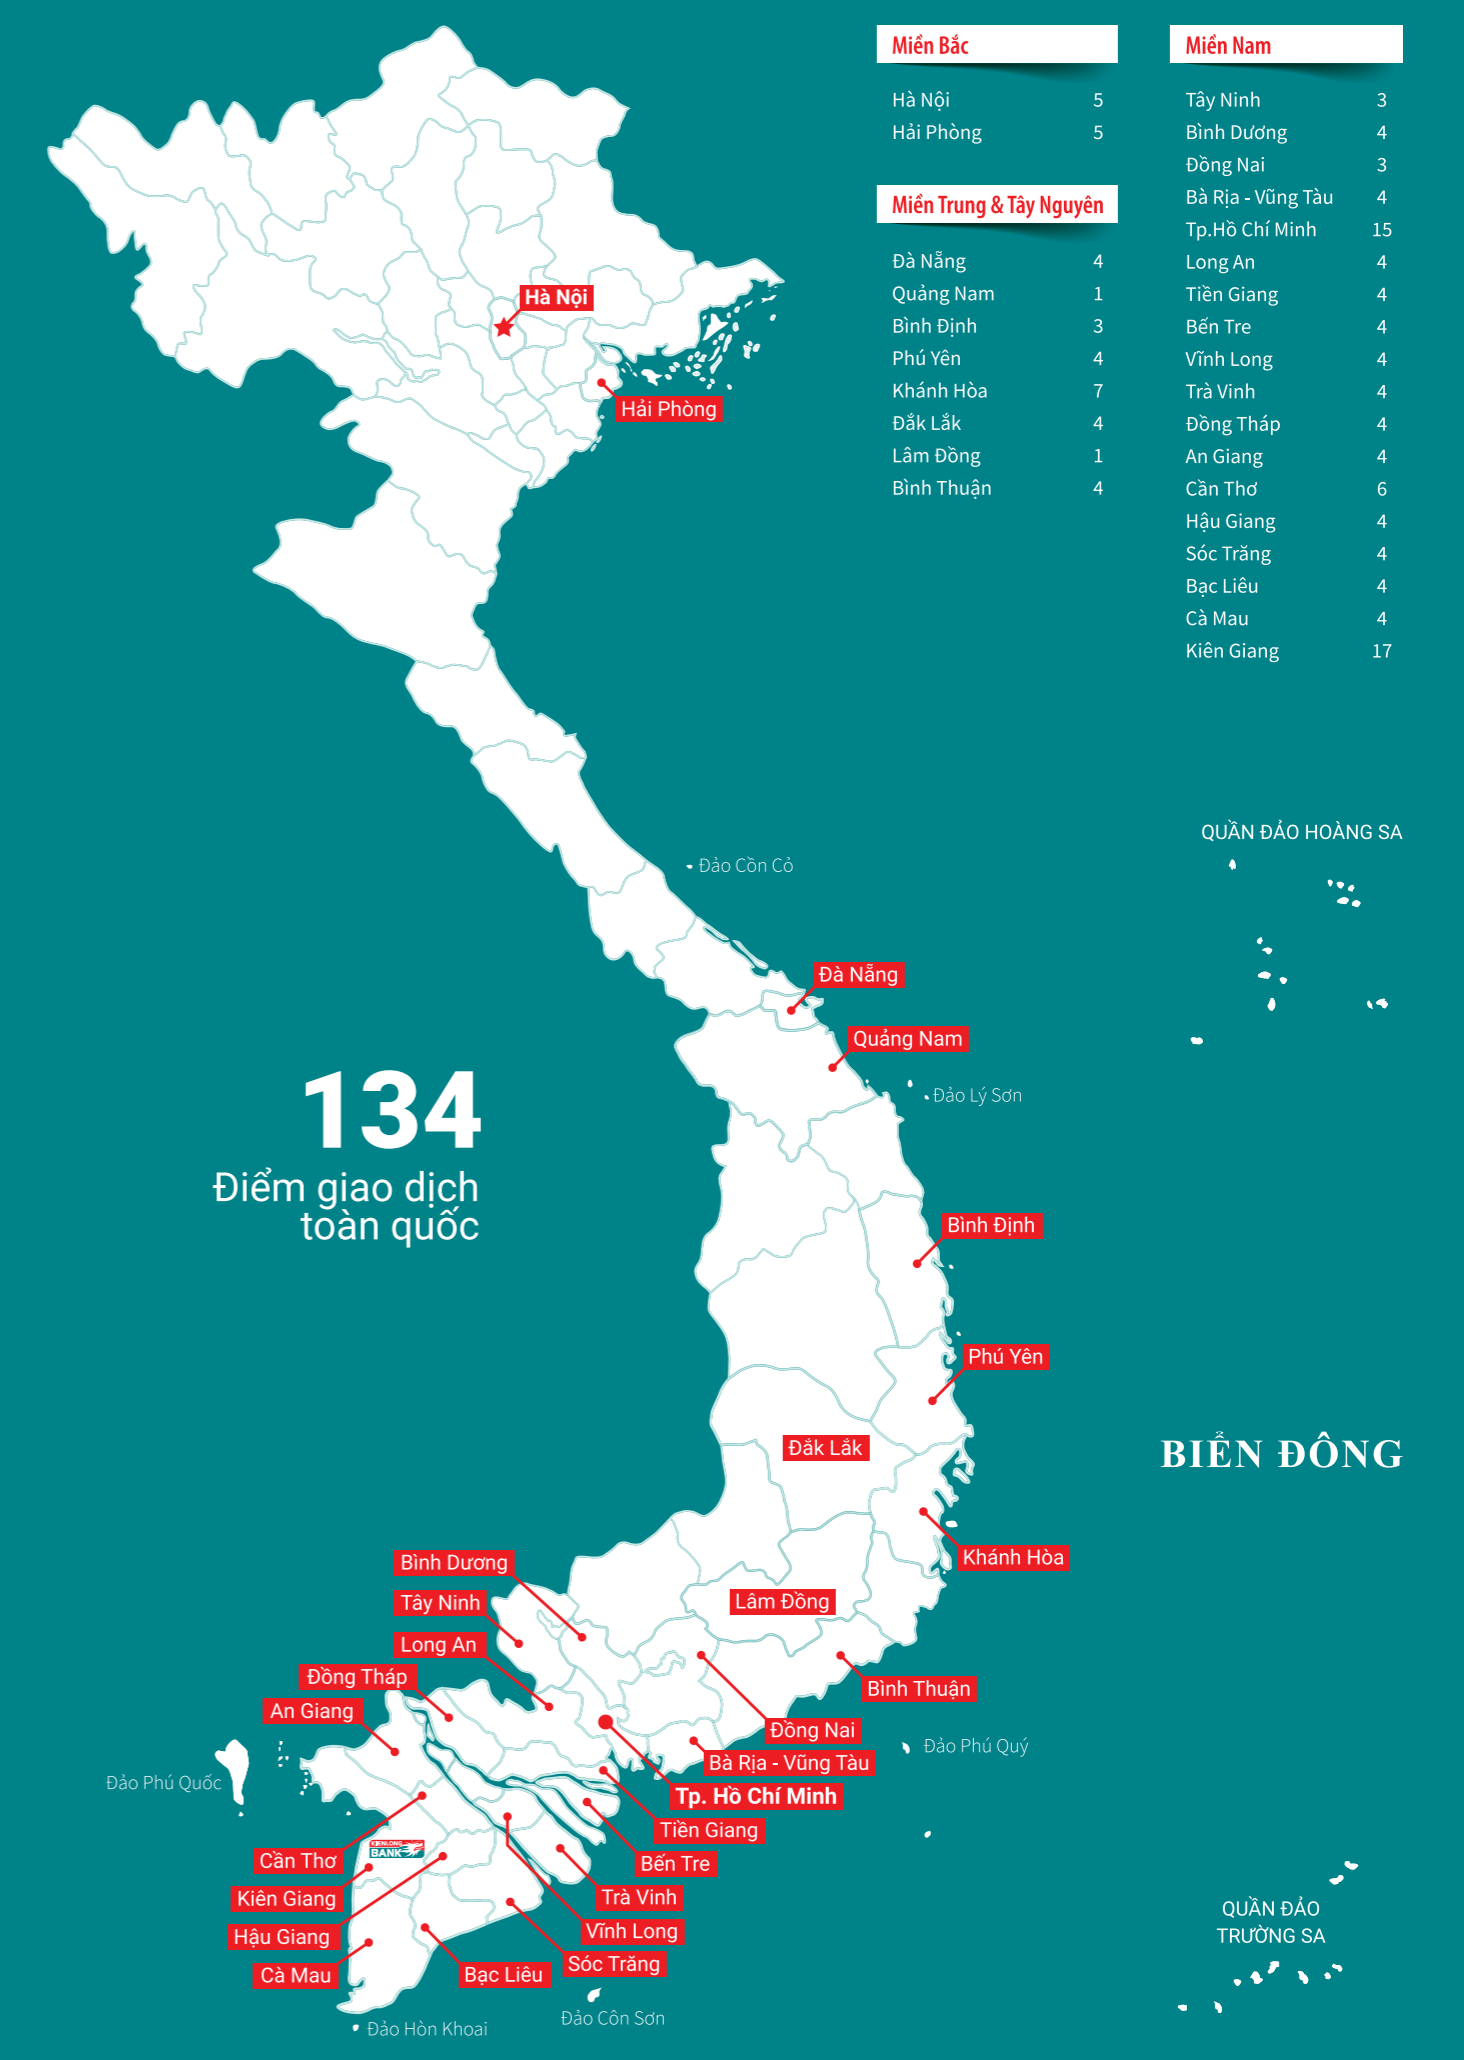 Miền Bắc
Hà Nội 5
Hải Phòng 5
Miền Trung & Tây Nguyên
Đà Nẵng 4
Quảng Nam 1
Bình Định 3
Phú Yên 4
Khánh Hòa 7
Đắk Lắk 4
Lâm Đồng 1
Bình Thuận 4
Miền Nam
Tây Ninh 3
Bình Dương 4
Đồng Nai 3
Bà Rịa - Vũng Tàu 4
Tp.Hồ Chí Minh 15
Long An 4
Tiền Giang 4
Bến Tre 4
Vĩnh Long 4
Trà Vinh 4
Đồng Tháp 4
An Giang 4
Cần Thơ 6
Hậu Giang 4
Sóc Trăng 4
Bạc Liêu 4
Cà Mau 4
Kiên Giang 17
Hà Nội
Hải Phòng
QUẦN ĐẢO HOÀNG SA
Đảo Cồn Cỏ
Đà Nẵng
Quảng Nam
Đảo Lý Sơn
134
Điểm giao dịch
toàn quốc
Bình Định
Phú Yên
Đắk Lắk
BIỂN ĐÔNG
Khánh Hòa
Bình Dương
Tây Ninh
Lâm Đồng
Long An
Đồng Tháp
Bình Thuận
An Giang
Đồng Nai
Đảo Phú Quý
Bà Rịa - Vũng Tàu
Đảo Phú Quốc
Tp. Hồ Chí Minh
Tiền Giang
KIENLONG
BANK
Cần Thơ
Bến Tre
Kiên Giang
Trà Vinh
QUẦN ĐẢO
TRƯỜNG SA
Hậu Giang
Vĩnh Long
Sóc Trăng
Cà Mau
Bạc Liêu
Đảo Côn Sơn
Đảo Hòn Khoai